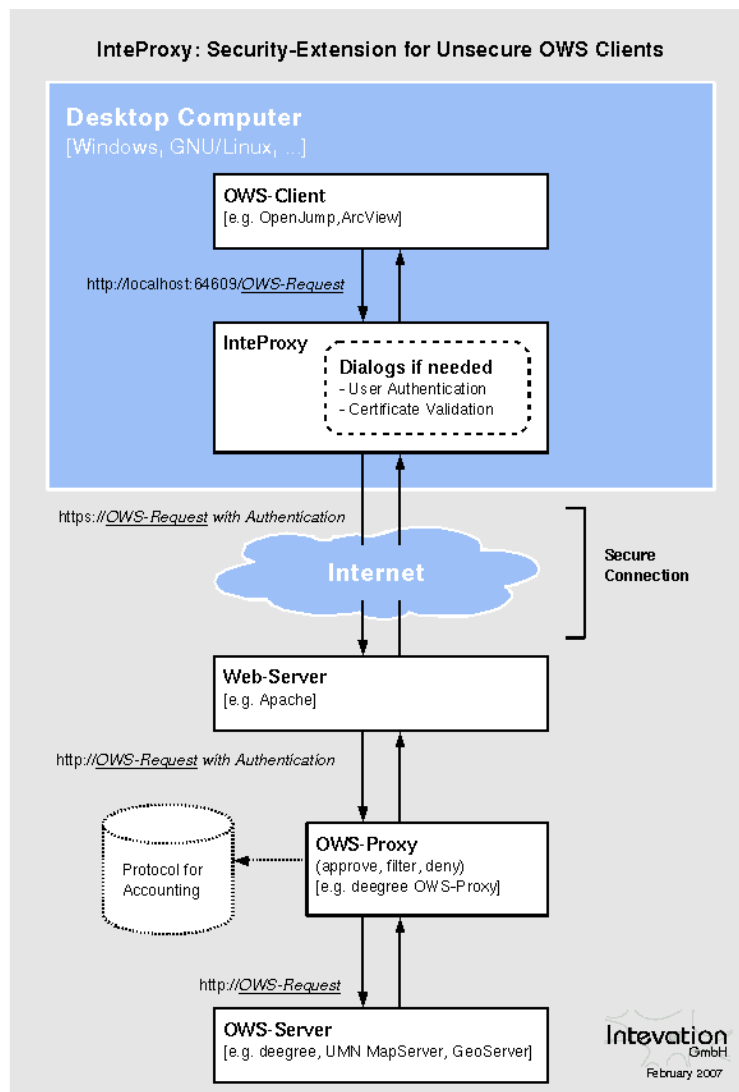 InteProxy: Security-Extension for Unsecure OWS Clients
Desktop Computer
[Windows, GNU/Linux, ...]
OWS-Client
[e.g. OpenJump,ArcView]
http://localhost:64609/OWS-Request
InteProxy
Dialogs if needed
- User Authentication
- Certificate Validation
https://OWS-Request with Authentication
Internet
Secure
Connection
Web-Server
[e.g. Apache]
http://OWS-Request with Authentication
OWS-Proxy
(approve, filter, deny)
[e.g. deegree OWS-Proxy]
Protocol for
Accounting
http://OWS-Request
OWS-Server
[e.g. deegree, UMN MapServer, GeoServer]
Intevation
GmbH
February 2007